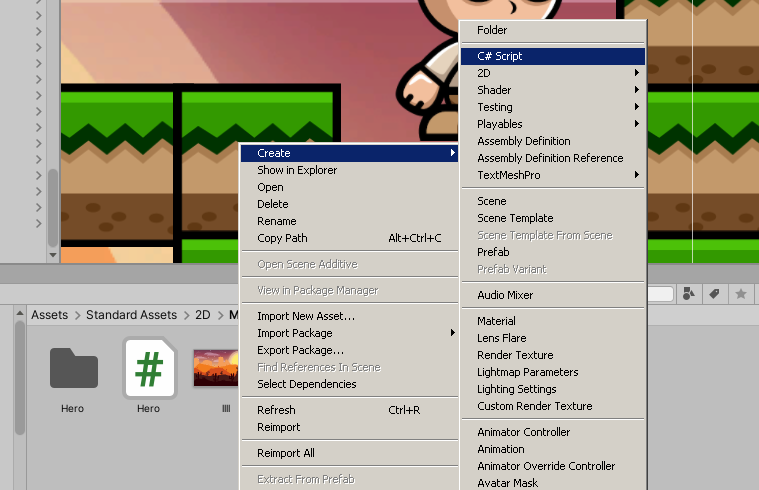 Folder
C# Script
2D
Shader
Testing
Playables
Assembly Definition
Assembly Definition Reference
TextMeshPro
Scene
Scene Template
Scene Template From Scene
Prefab
Prefab Variant
Audio Mixer
Material
Lens Flare
Render Texture
Lightmap Parameters
Lighting Settings
Custom Render Texture
Animator Controller
Animation
Animator Override Controller
Avatar Mask
Create
Show in Explorer
Open
Delete
Rename
Copy Path Alt+Ctrl+C
Open Scene Additive
View in Package Manager
Import New Asset...
Import Package
Export Package...
Find References In Scene
Select Dependencies
Refresh Ctrl+R
Reimport
Reimport All
Extract From Prefab
Assets > Standard Assets > 2D >
#
Hero
Hero